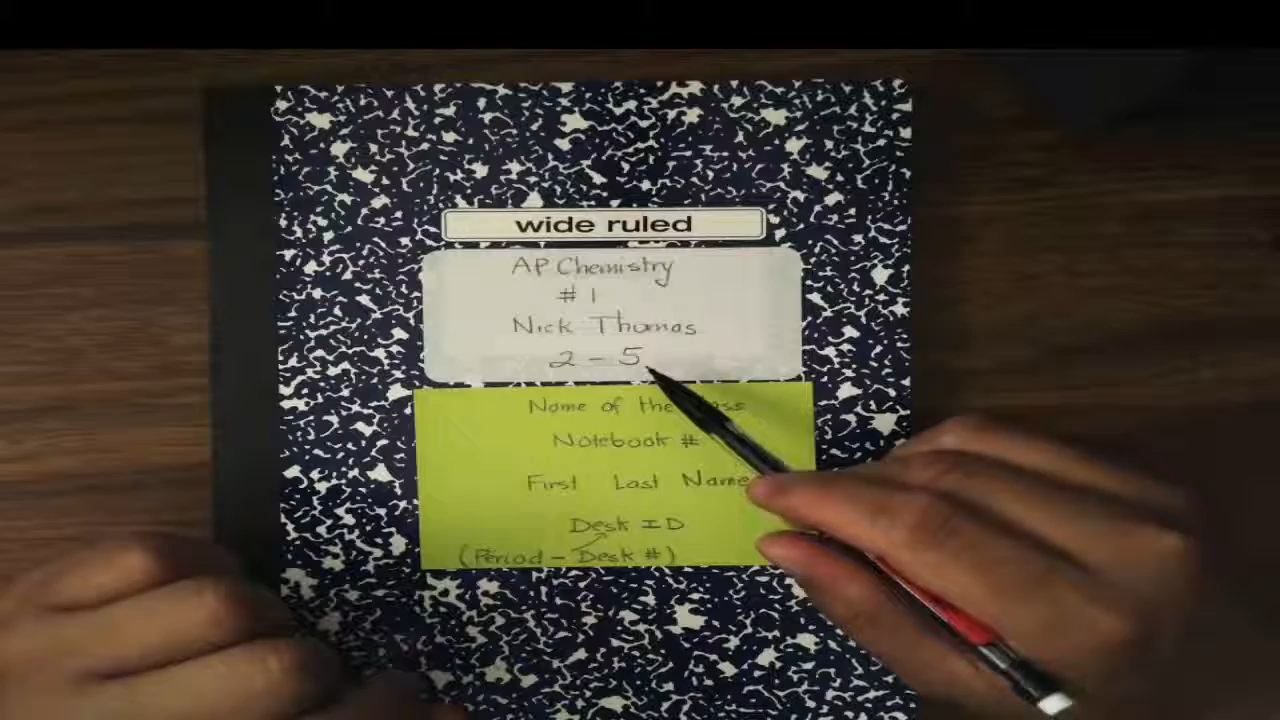 wide ruled
AP Chemistry
# 1
Nick Thomas
2 - 5
Name of the
Notebook #
First Last Name
Desk ID
(Period - Desk #)